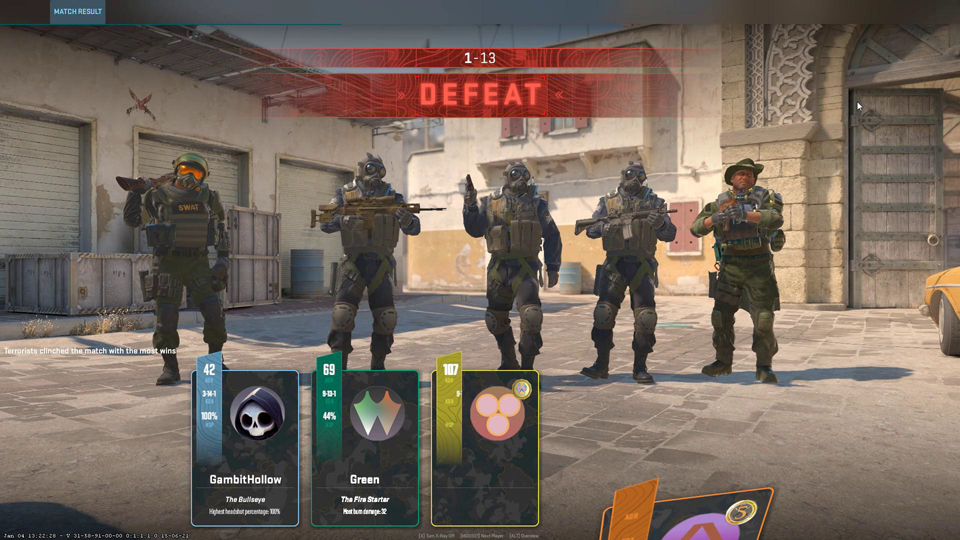 MATCH RESULT
1-13
DEFEAT
SWAT
Terrorists clinched the match with the most wins
42
3-14-1
100%
GambitHollow
The Bullseye
Highest headshot percentage: 100%
69
5-13-1
44%
Green
The Fire Starter
Most burn damage: 32
107
5